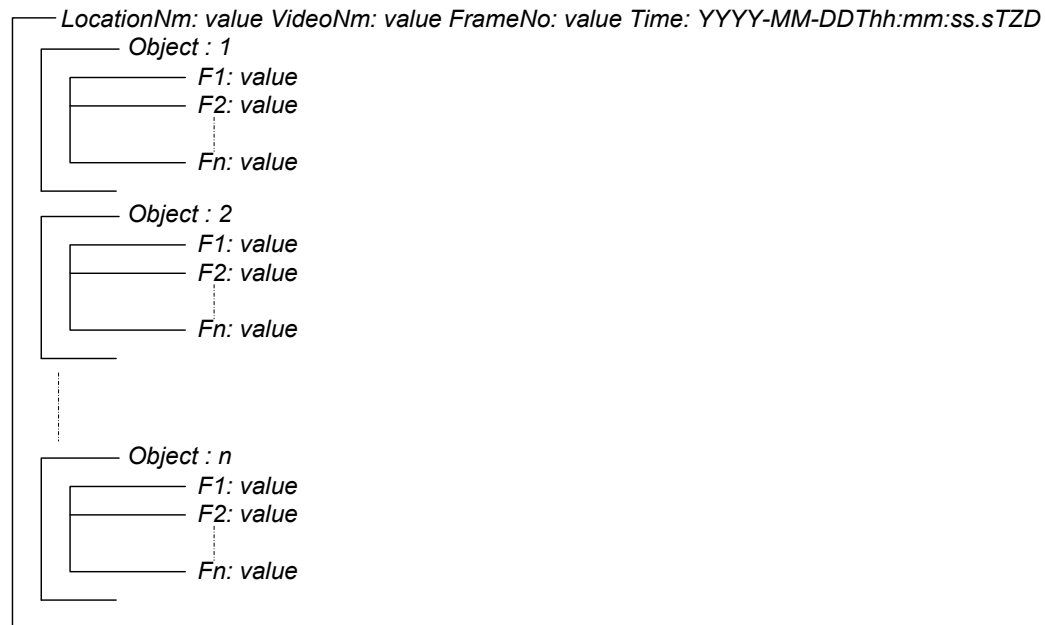 LocationNm: value VideoNm: value FrameNo: value Time: YYYY-MM-DDThh:mm:ss.sTZD
Object : 1
F1: value
F2: value
Fn: value
Object : 2
F1: value
F2: value
Fn: value
Object : n
F1: value
F2: value
Fn: value